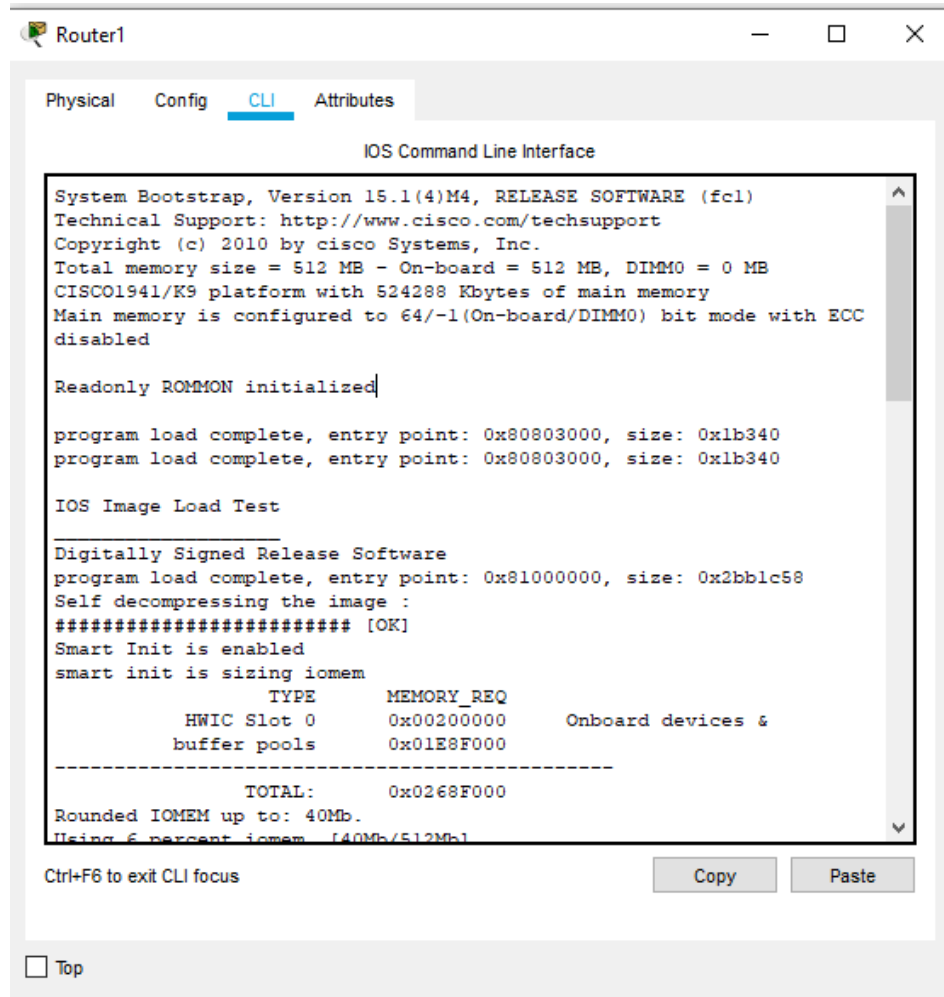 Router1
Physical Config CLI Attributes
IOS Command Line Interface
System Bootstrap, Version 15.1(4)M4, RELEASE SOFTWARE (fc1)
Technical Support: http://www.cisco.com/techsupport
Copyright (c) 2010 by cisco Systems, Inc.
Total memory size = 512 MB - On-board = 512 MB, DIMM0 = 0 MB
CISCO1941/K9 platform with 524288 Kbytes of main memory
Main memory is configured to 64/-1(On-board/DIMM0) bit mode with ECC
disabled
Readonly ROMMON initialized
program load complete, entry point: 0x80803000, size: 0x1b340
program load complete, entry point: 0x80803000, size: 0x1b340
IOS Image Load Test
___________________
Digitally Signed Release Software
program load complete, entry point: 0x81000000, size: 0x2bb1c58
Self decompressing the image :
######################### [OK]
Smart Init is enabled
smart init is sizing iomem
TYPE MEMORY_REQ
HWIC Slot 0 0x00200000 Onboard devices &
buffer pools 0x01E8F000
-----------------------------------------------
TOTAL: 0x0268F000
Rounded IOMEM up to: 40Mb.
Using 6 percent iomem. [40Mb/512Mb]
Ctrl+F6 to exit CLI focus
Copy Paste
Top